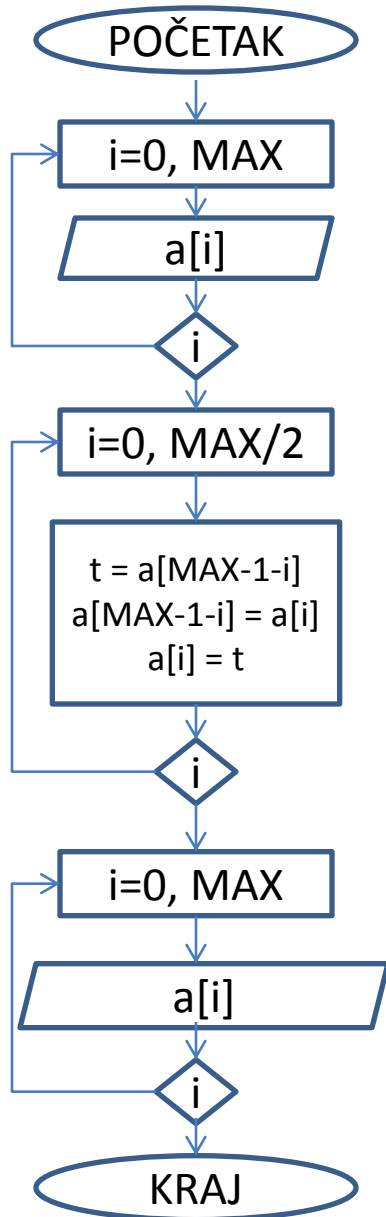 POČETAK
i=0, MAX
a[i]
i
i=0, MAX/2
t = a[MAX-1-i]
a[MAX-1-i] = a[i]
a[i] = t
i
i=0, MAX
a[i]
i
KRAJ